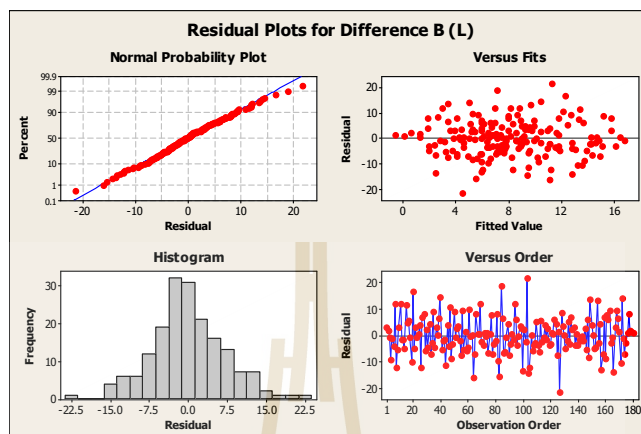 Residual Plots for Difference B (L)
Normal Probability Plot
99.9
99
90
50
10
1
0.1
Percent
-20 -10 0 10 20
Residual
Versus Fits
20
10
0
-10
-20
Residual
0 4 8 12 16
Fitted Value
Histogram
30
20
10
0
Frequency
-22.5 -15.0 -7.5 0.0 7.5 15.0 22.5
Residual
Versus Order
20
10
0
-10
-20
Residual
1 20 40 60 80 100 120 140 160 180
Observation Order